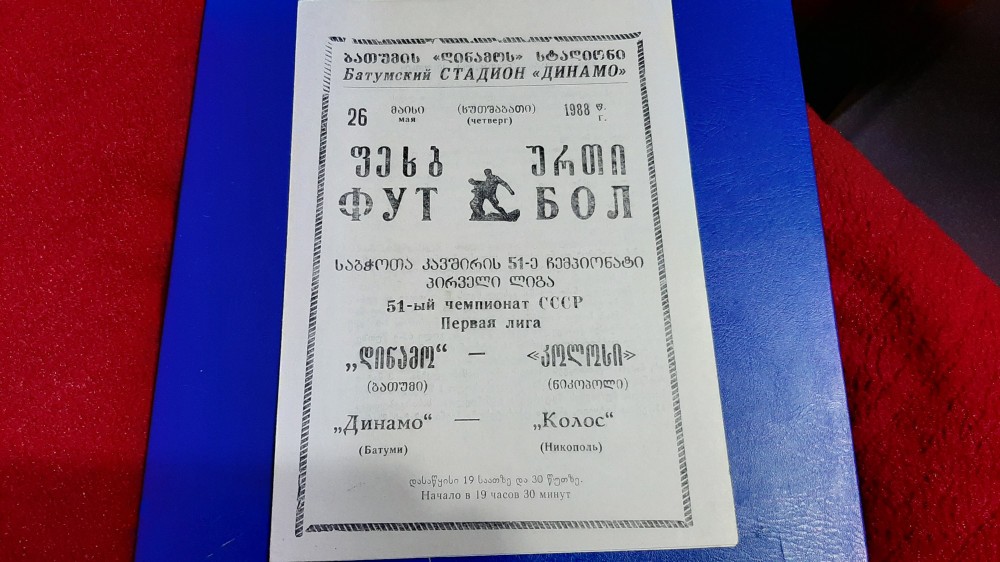 ბათუმის «დინამოს» სტადიონი
Батумский СТАДИОН «ДИНАМО»
26 მაისი (ხუთშაბათი) 1988 წ.
мая (четверг) г.
ფეხბ ურთი
ФУТ БОЛ
საბჭოთა კავშირის 51-ე ჩემპიონატი
პირველი ლიგა
51-ый чемпионат СССР
Первая лига
„დინამო“ — «კოლოსი»
(ბათუმი) (ნიკოპოლი)
„Динамо“ — „Колос“
(Батуми) (Никополь)
დასაწყისი 19 საათზე და 30 წუთზე.
Начало в 19 часов 30 минут